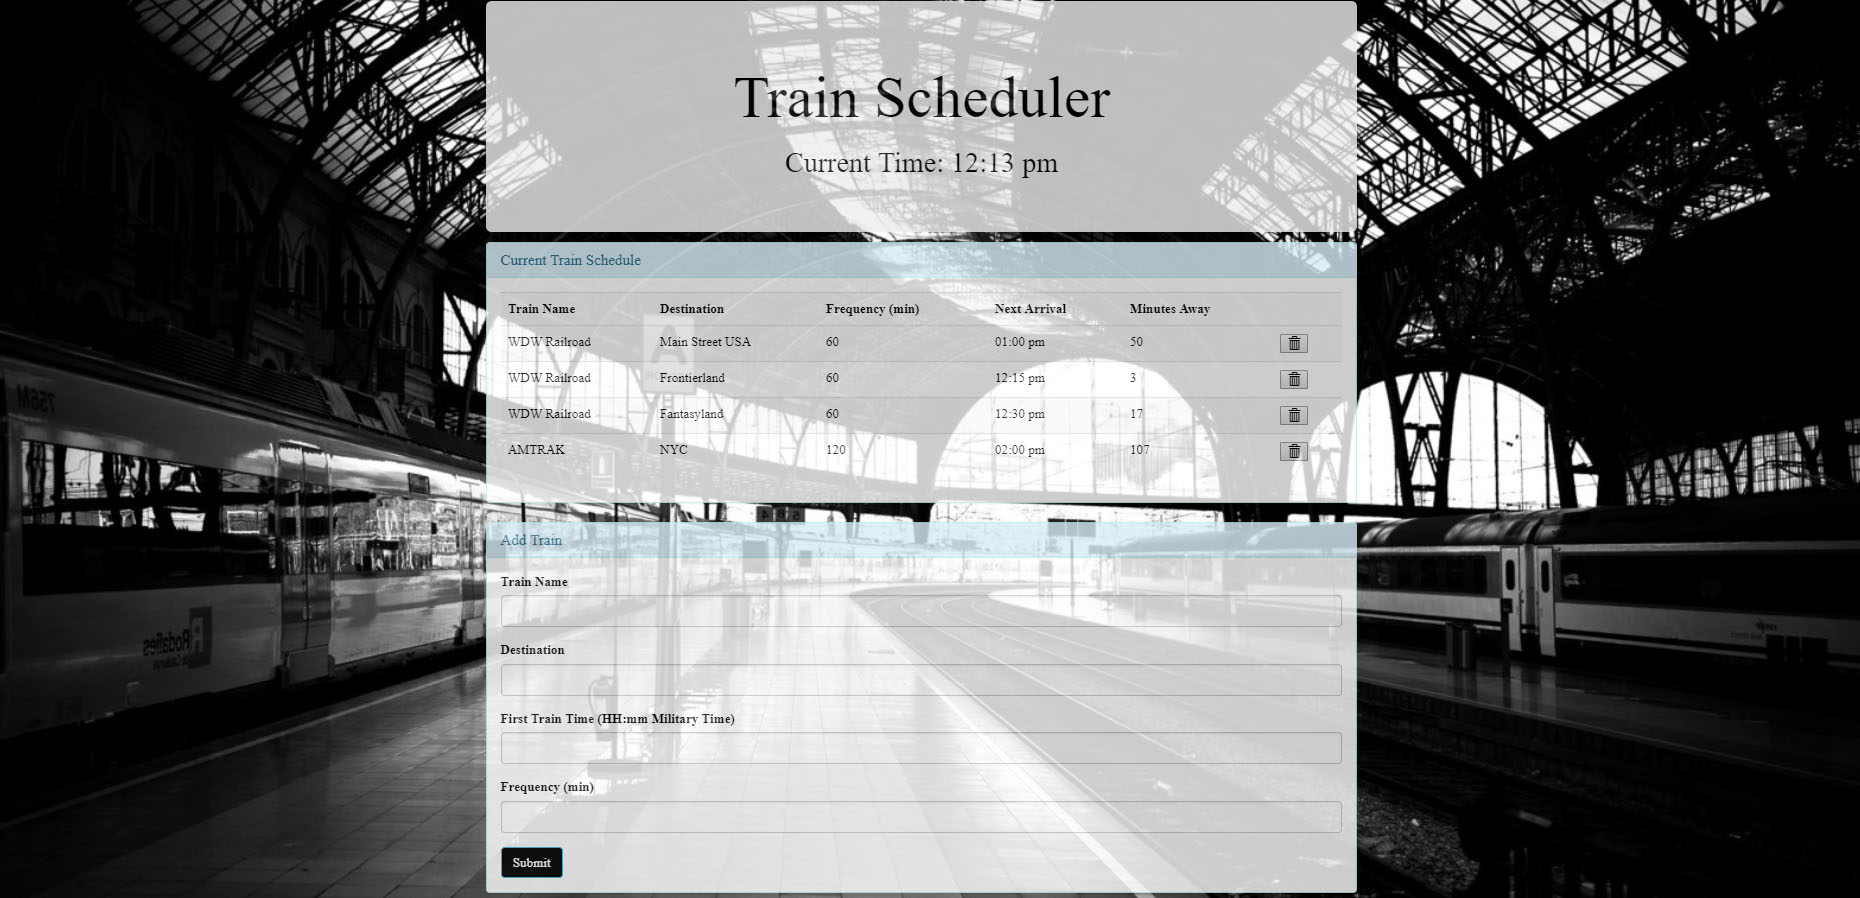 Train Scheduler
Current Time: 12:13 pm
Current Train Schedule
Train Name Destination Frequency (min) Next Arrival Minutes Away
WDW Railroad Main Street USA 60 01:00 pm 50
WDW Railroad Frontierland 60 12:15 pm 3
WDW Railroad Fantasyland 60 12:30 pm 17
AMTRAK NYC 120 02:00 pm 107
Add Train
Train Name
Destination
First Train Time (HH:mm Military Time)
Frequency (min)
Submit
756M
Rodalies
A